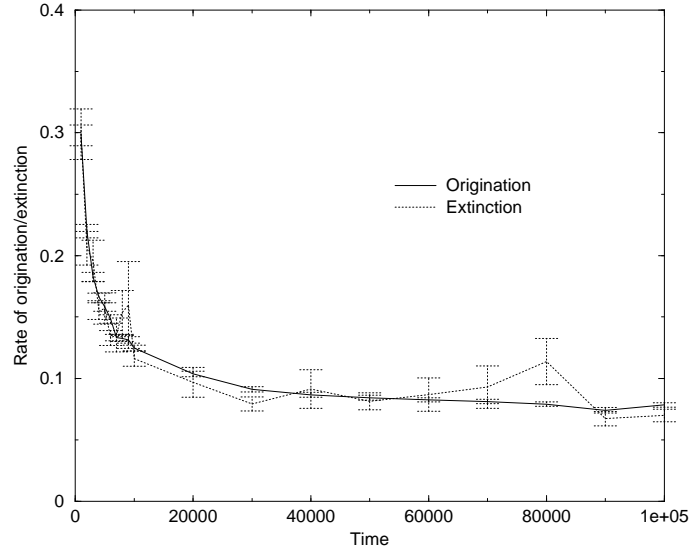 0.4
0.3
0.2
0.1
0
Rate of origination/extinction
Origination
Extinction
0 20000 40000 60000 80000 1e+05
Time